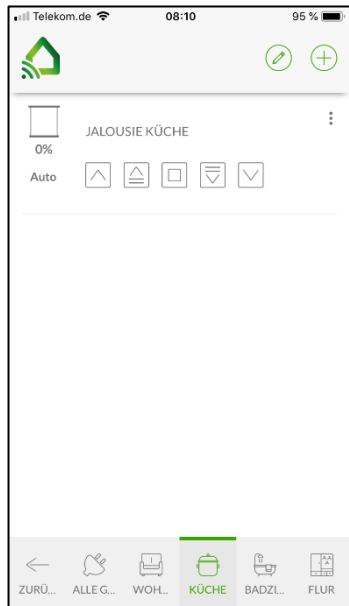 Telekom.de 08:10 95 %
JALOUSIE KÜCHE
0%
Auto
ZURÜ... ALLE G... WOH... KÜCHE BADZI... FLUR